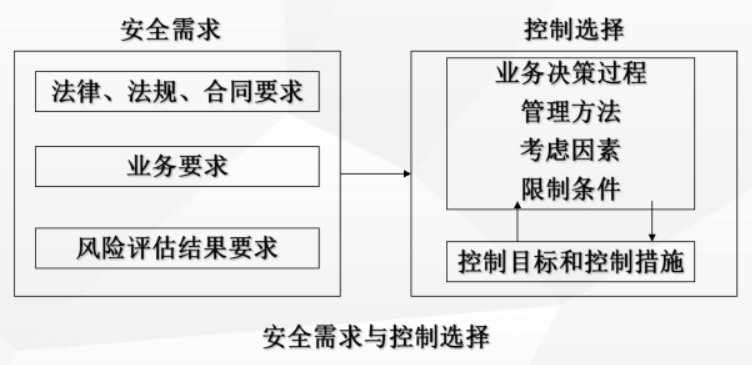 安全需求
法律、法规、合同要求
业务要求
风险评估结果要求
控制选择
业务决策过程
管理方法
考虑因素
限制条件
控制目标和控制措施
安全需求与控制选择